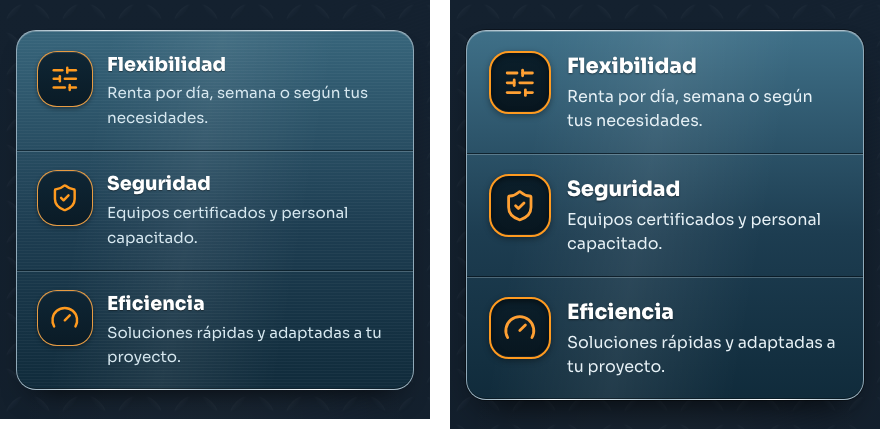 Flexibilidad
Renta por día, semana o según tus
necesidades.
Seguridad
Equipos certificados y personal
capacitado.
Eficiencia
Soluciones rápidas y adaptadas a tu
proyecto.
Flexibilidad
Renta por día, semana o según
tus necesidades.
Seguridad
Equipos certificados y personal
capacitado.
Eficiencia
Soluciones rápidas y adaptadas a
tu proyecto.